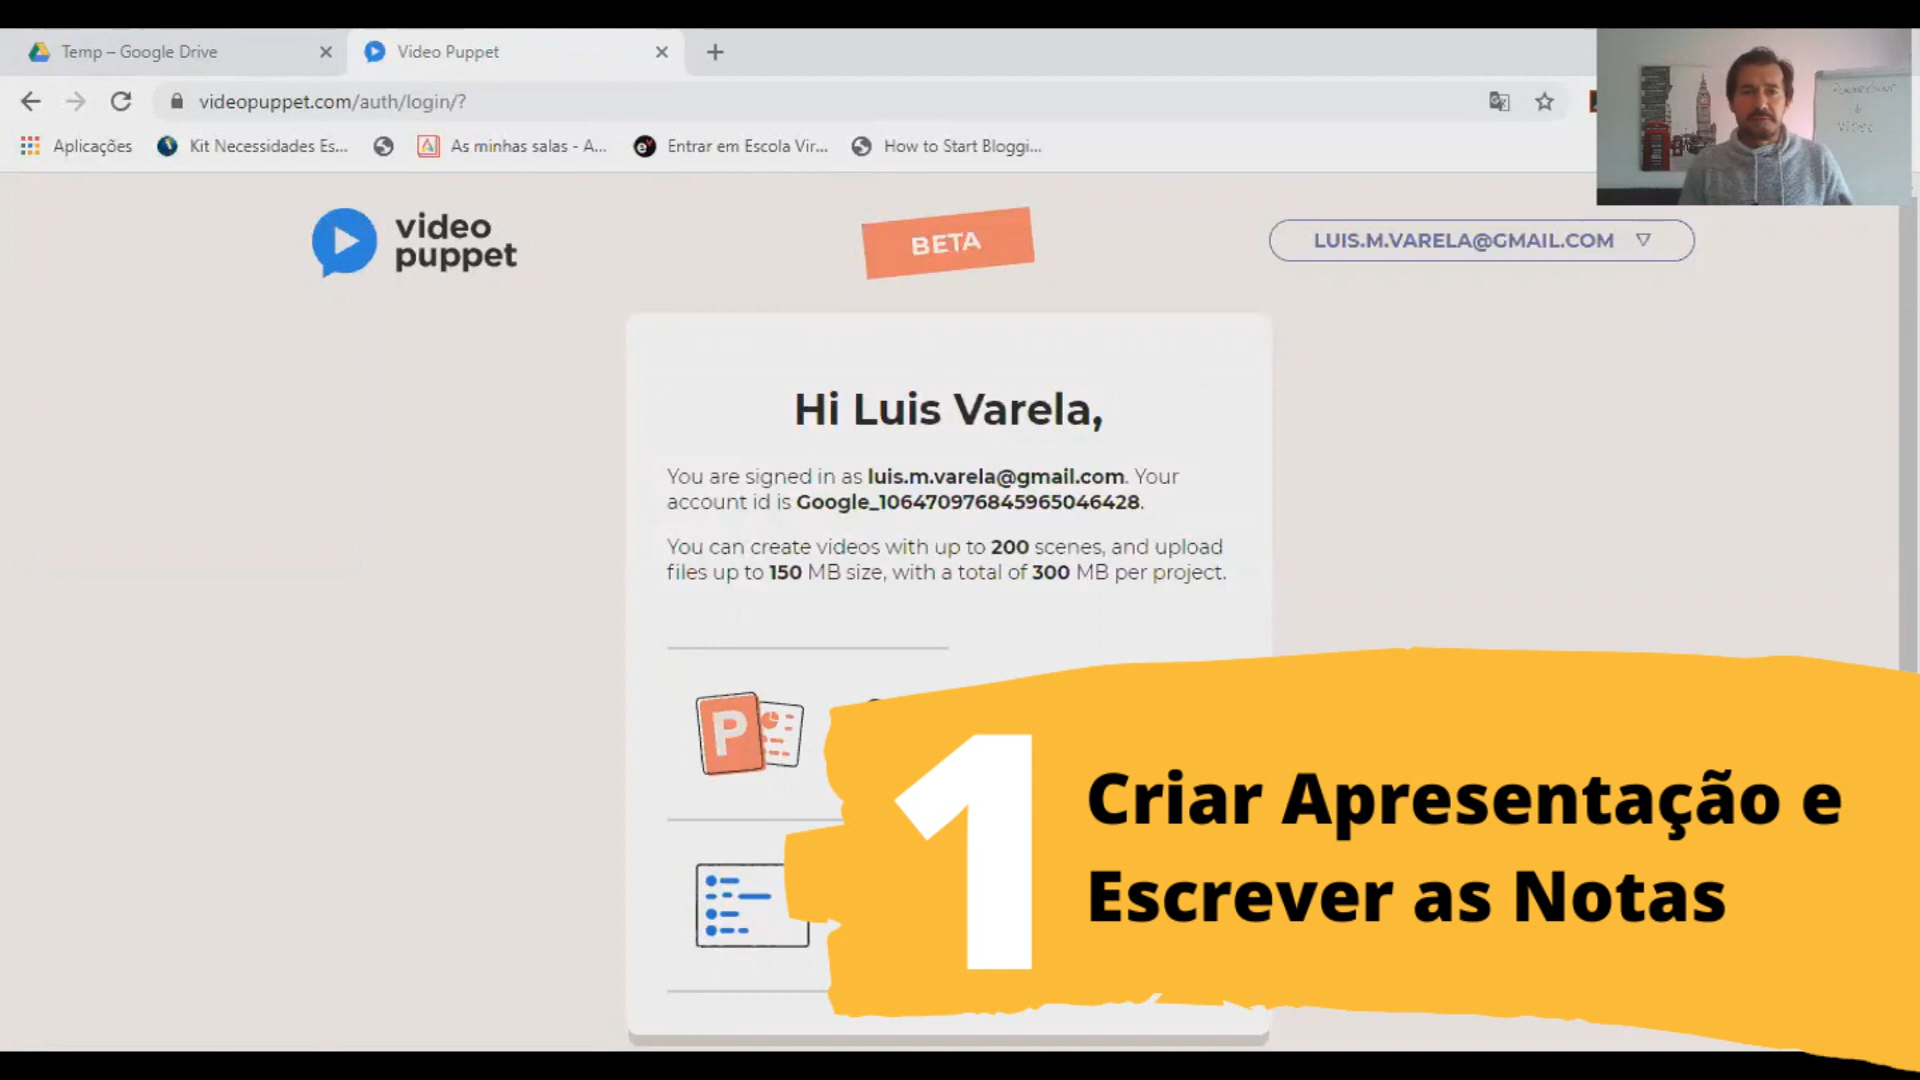 Temp – Google Drive
Video Puppet
videopuppet.com/auth/login/?
Aplicações
Kit Necessidades Es...
As minhas salas - A...
Entrar em Escola Vir...
How to Start Bloggi...
POWERPOINT
VIDEO
video
puppet
BETA
LUIS.M.VARELA@GMAIL.COM
Hi Luis Varela,
You are signed in as luis.m.varela@gmail.com. Your
account id is Google_106470976845965046428.
You can create videos with up to 200 scenes, and upload
files up to 150 MB size, with a total of 300 MB per project.
P
1
Criar Apresentação e
Escrever as Notas